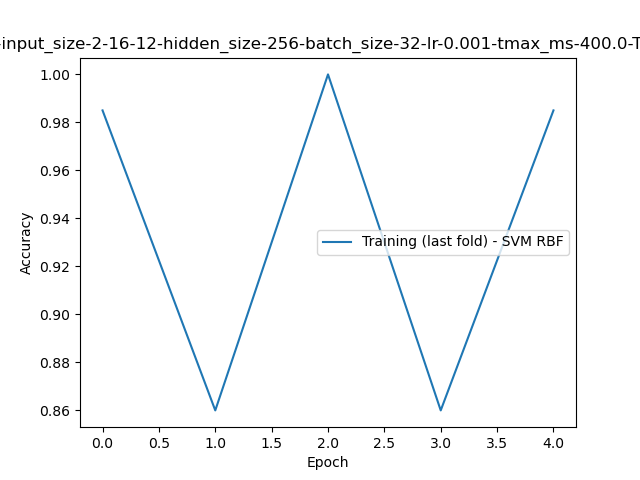 -input_size-2-16-12-hidden_size-256-batch_size-32-lr-0.001-tmax_ms-400.0-T
1.00
0.98
0.96
0.94
0.92
0.90
0.88
0.86
Accuracy
Training (last fold) - SVM RBF
0.0 0.5 1.0 1.5 2.0 2.5 3.0 3.5 4.0
Epoch